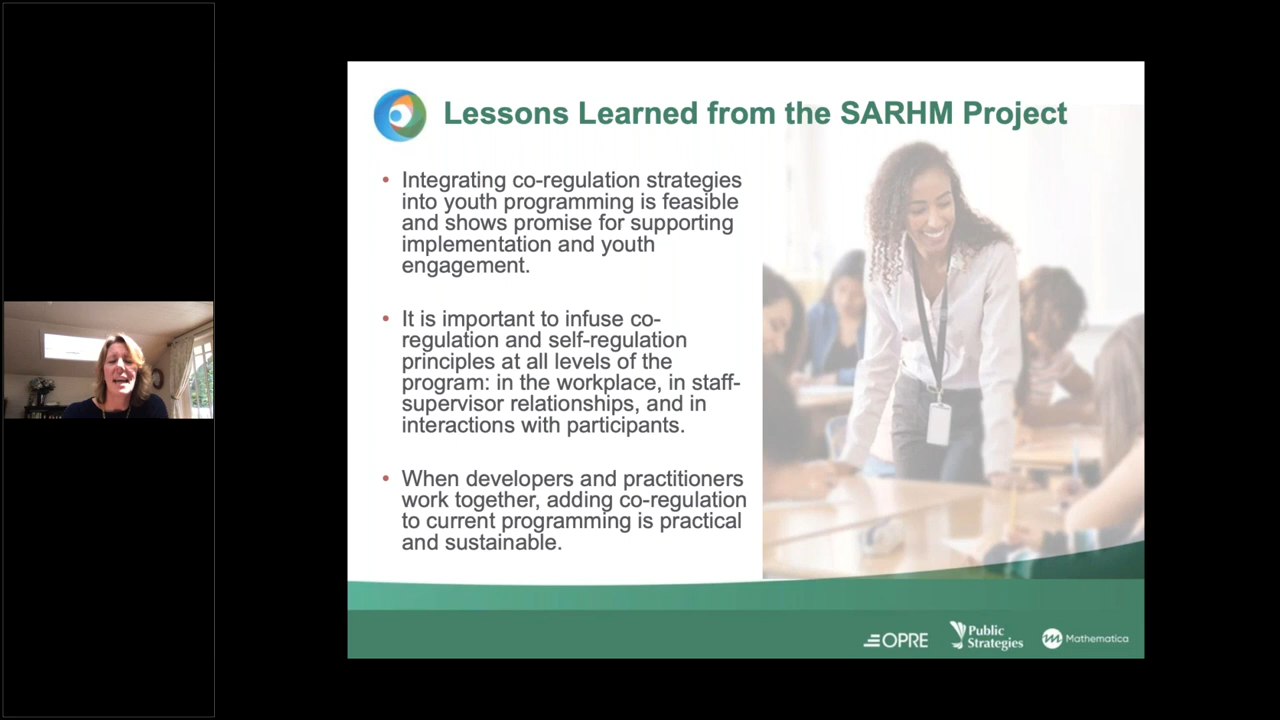 Lessons Learned from the SARHM Project
• Integrating co-regulation strategies
into youth programming is feasible
and shows promise for supporting
implementation and youth
engagement.
• It is important to infuse co-
regulation and self-regulation
principles at all levels of the
program: in the workplace, in staff-
supervisor relationships, and in
interactions with participants.
• When developers and practitioners
work together, adding co-regulation
to current programming is practical
and sustainable.
OPRE
Public
Strategies
Mathematica